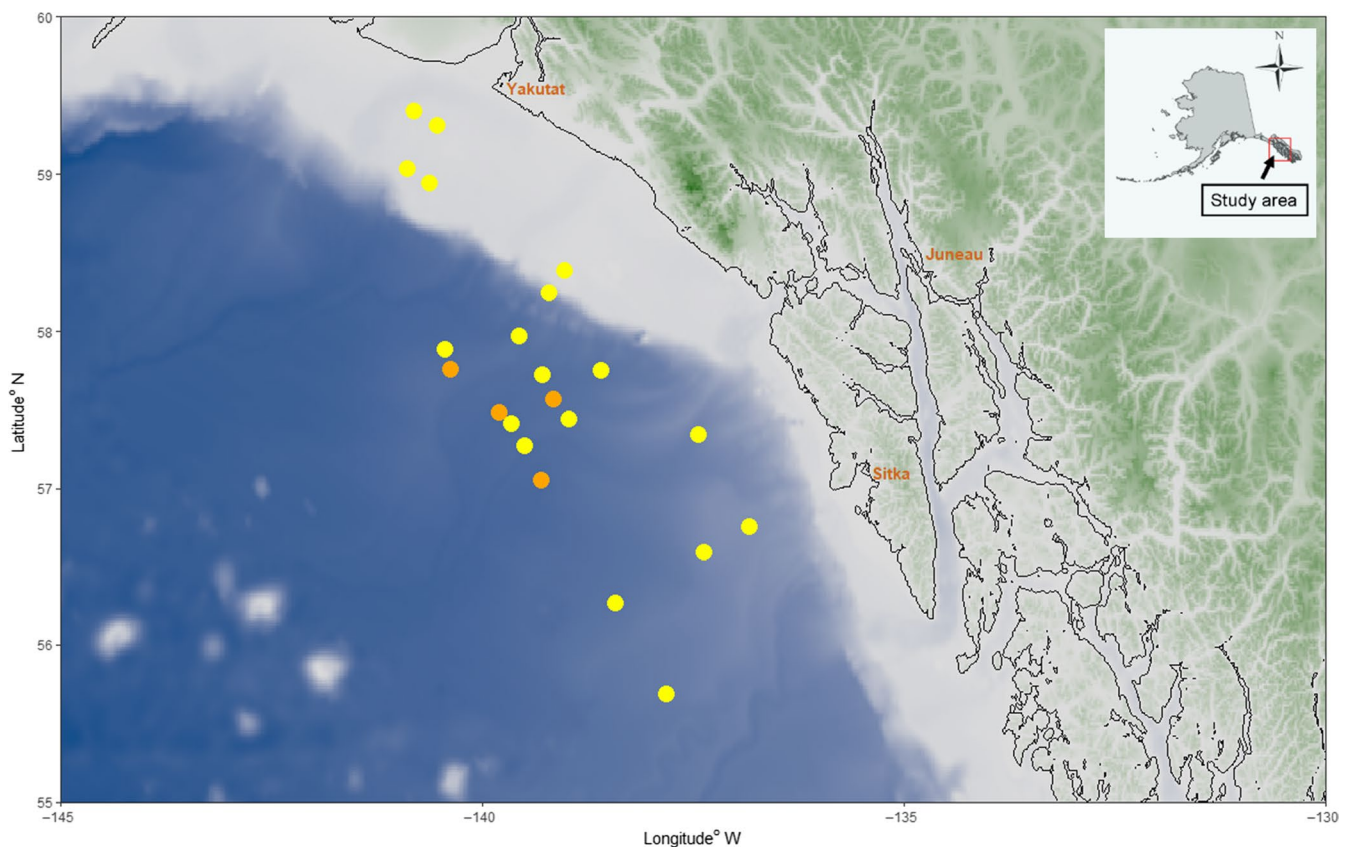 60
N
Yakutat
59
Study area
Juneau
58
Latitude° N
57
Sitka
56
55
−145
−140
−135
−130
Longitude° W